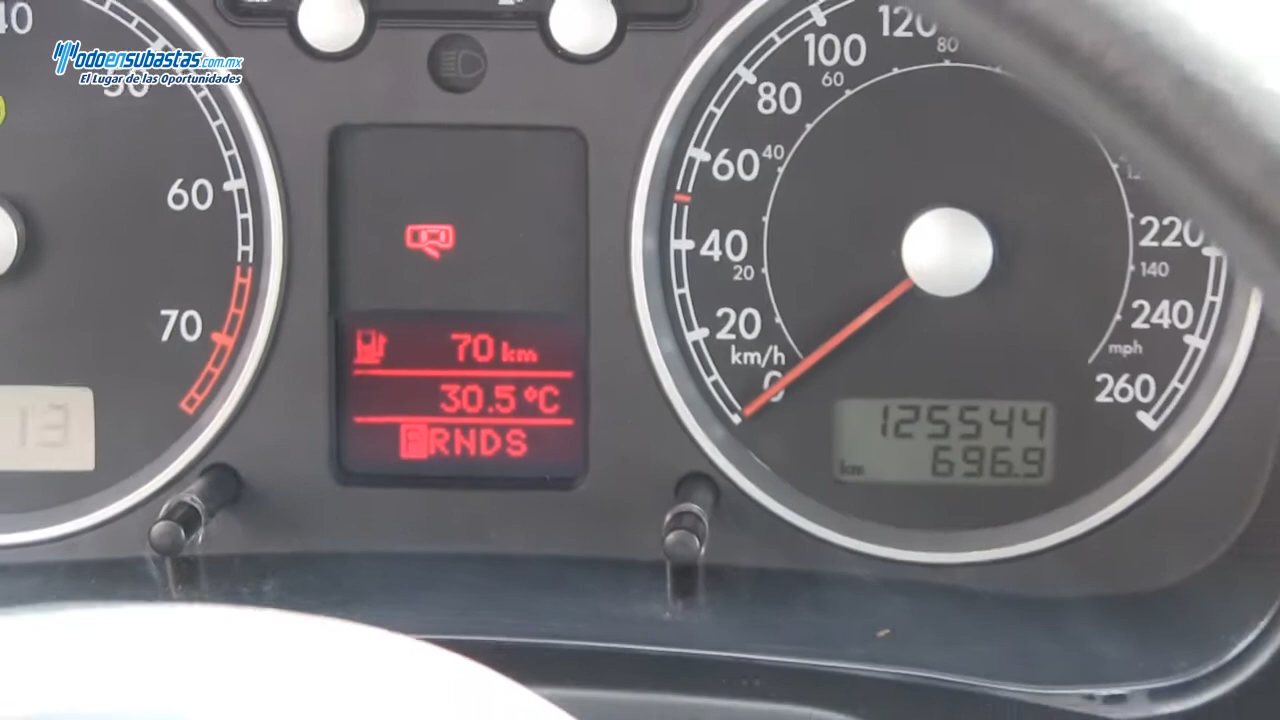 TodoenSubastas.com.mx
El Lugar de las Oportunidades
40
50
60
70
13
70 km
30.5 °C
PRNDS
120
100
80
60
40
20
0
km/h
80
60
40
20
220
240
260
140
mph
125544
km 696.9